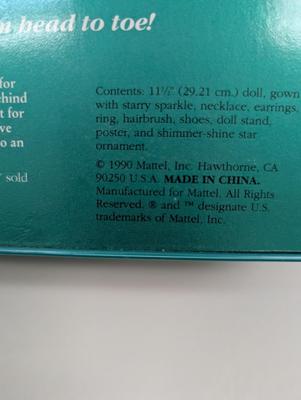 m head to toe!
for
ehind
t for
ve
o an
sold
Contents: 11½" (29.21 cm.) doll, gown
with starry sparkle, necklace, earrings,
ring, hairbrush, shoes, doll stand,
poster, and shimmer-shine star
ornament.
© 1990 Mattel, Inc. Hawthorne, CA
90250 U.S.A. MADE IN CHINA.
Manufactured for Mattel. All Rights
Reserved. ® and ™ designate U.S.
trademarks of Mattel, Inc.